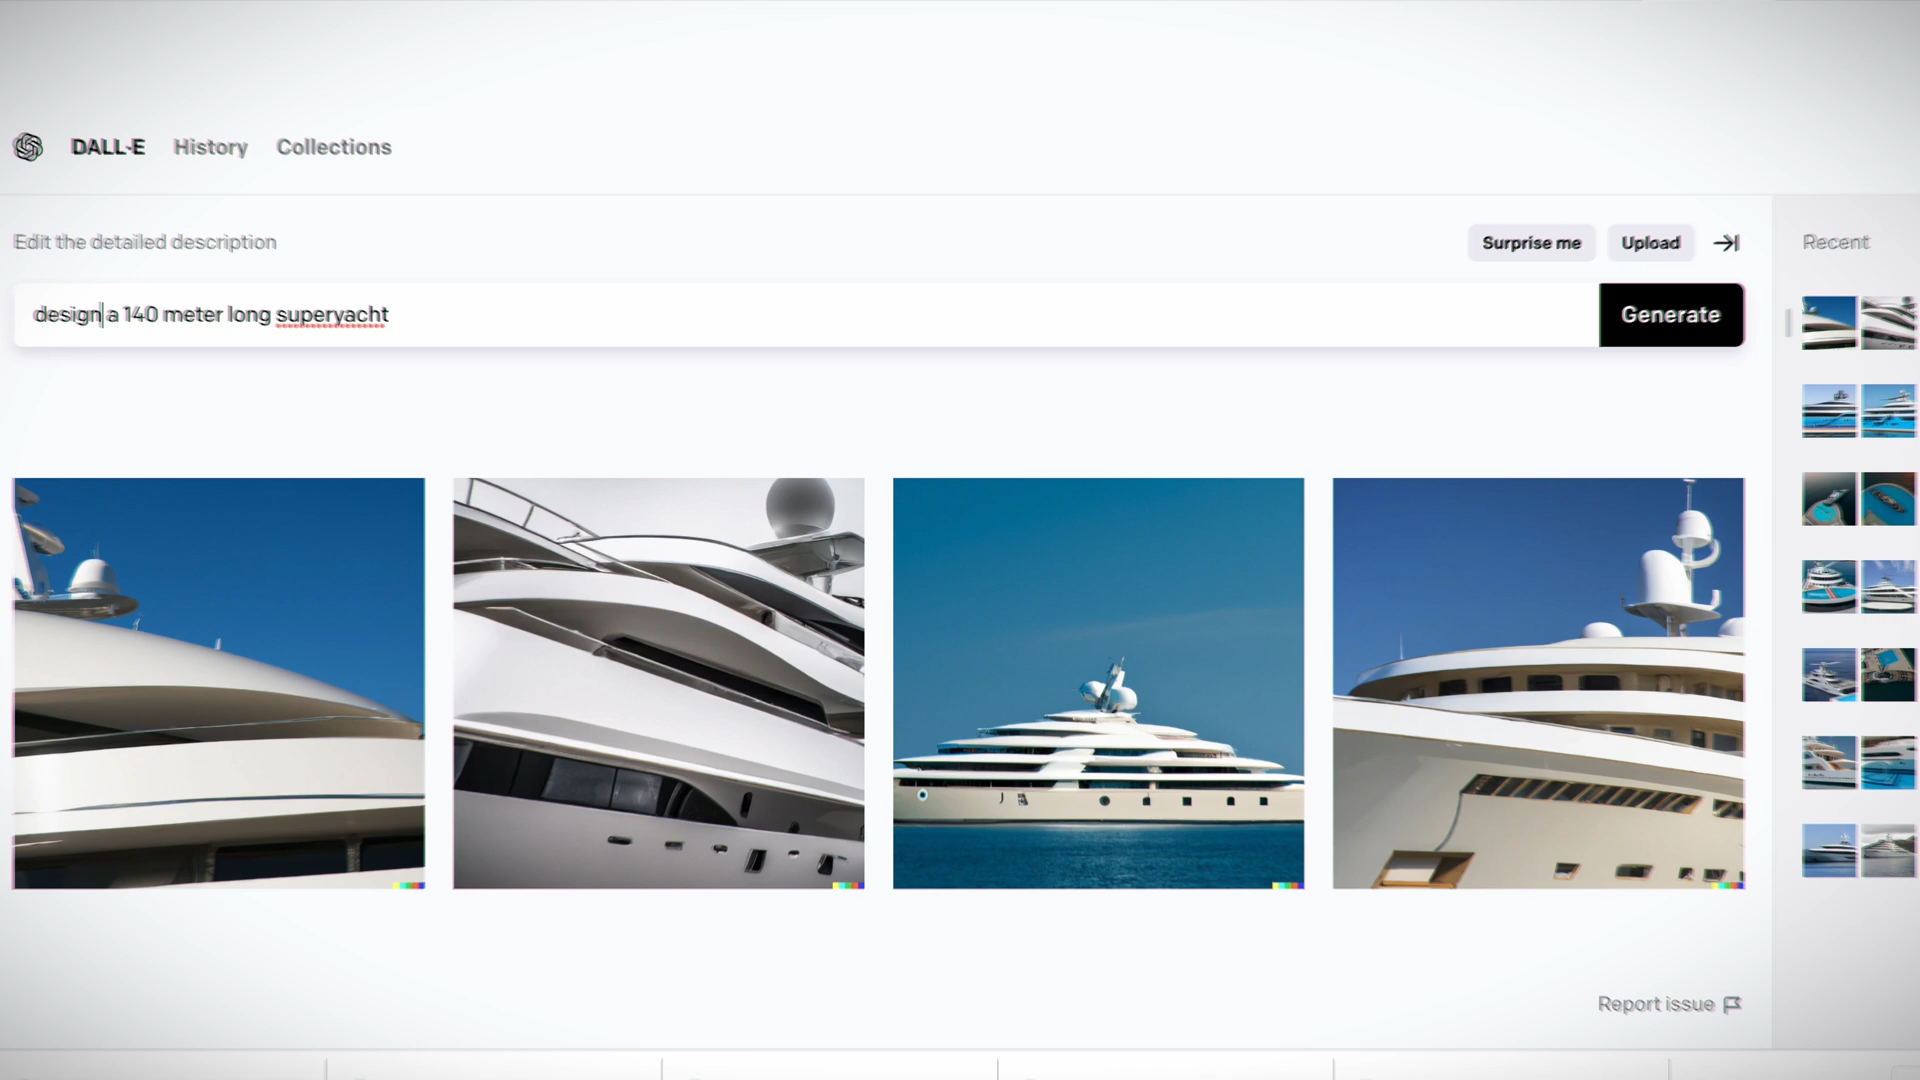 DALL·E History Collections
Edit the detailed description
Surprise me
Upload
Recent
design a 140 meter long superyacht
Generate
Report issue